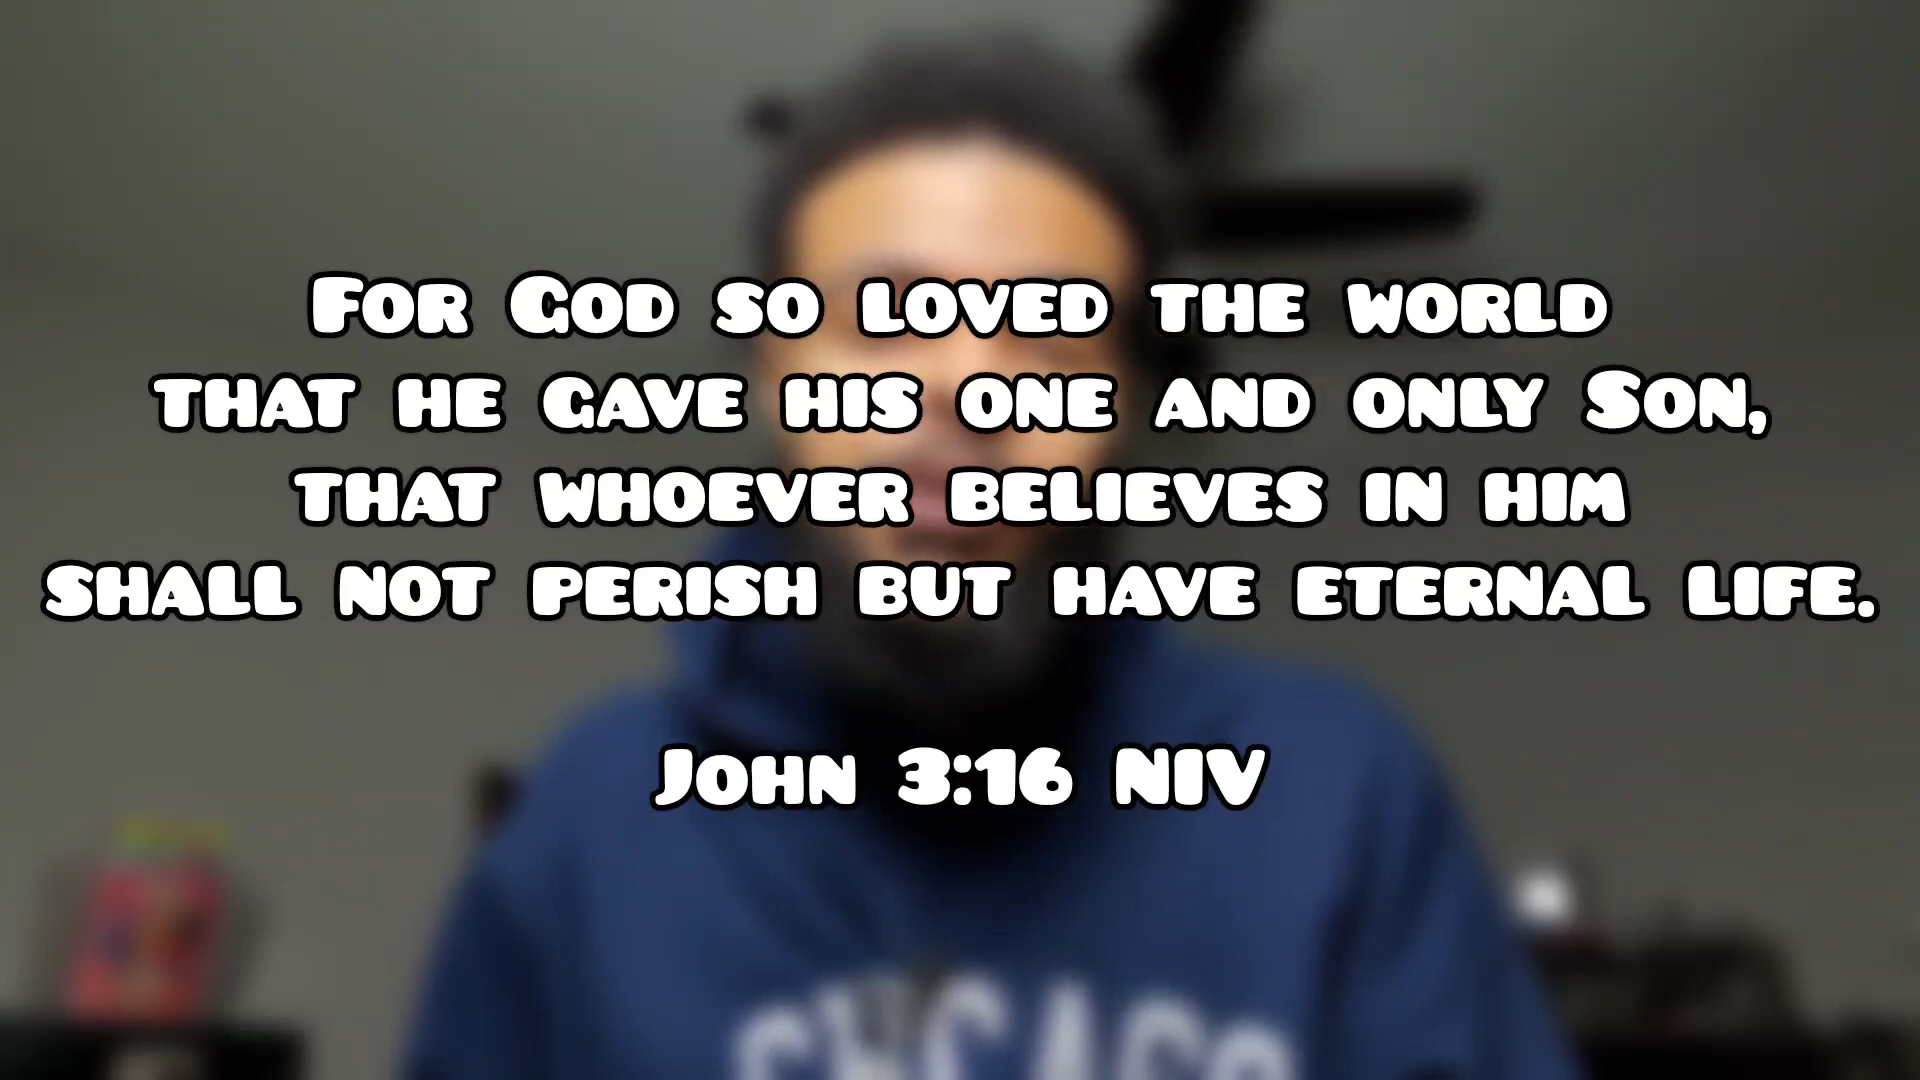 For God so loved the world
that he gave his one and only Son,
that whoever believes in him
shall not perish but have eternal life.
John 3:16 NIV
CHICAGO